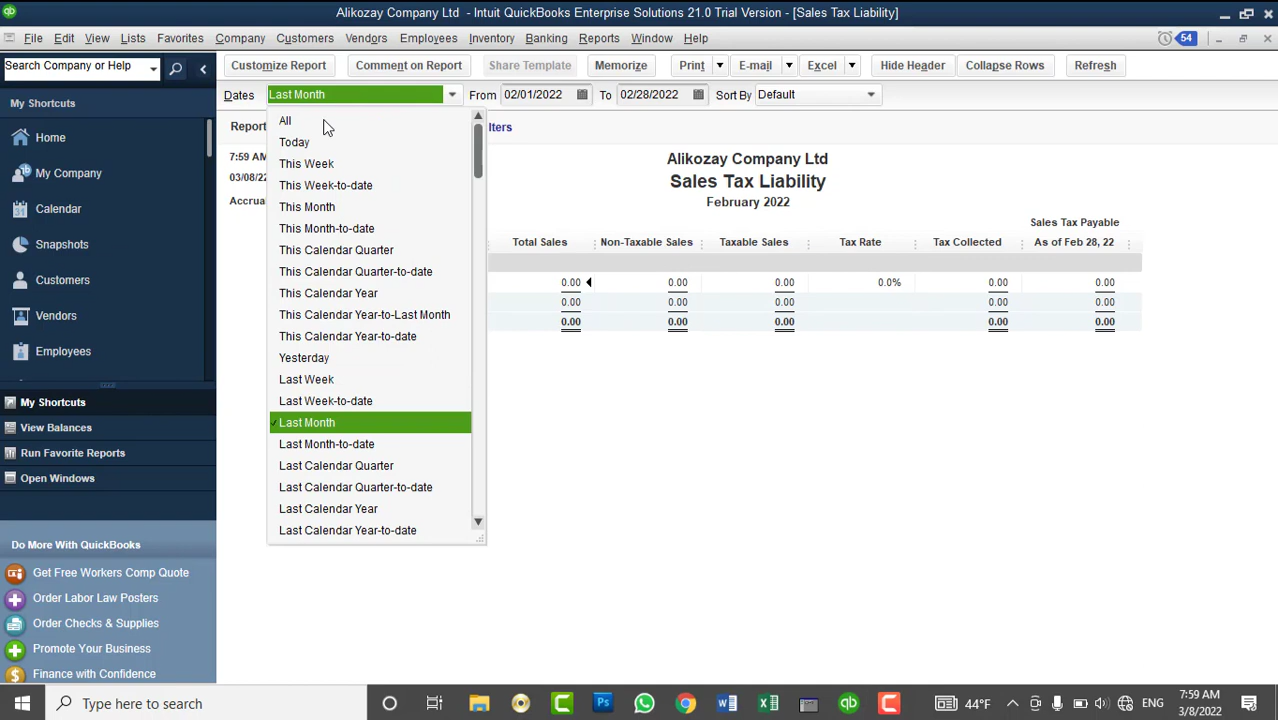 Alikozay Company Ltd - Intuit QuickBooks Enterprise Solutions 21.0 Trial Version - [Sales Tax Liability]
File Edit View Lists Favorites Company Customers Vendors Employees Inventory Banking Reports Window Help 54
Search Company or Help
Customize Report Comment on Report Share Template Memorize Print E-mail Excel Hide Header Collapse Rows Refresh
Dates Last Month From 02/01/2022 To 02/28/2022 Sort By Default
My Shortcuts
Home
My Company
Calendar
Snapshots
Customers
Vendors
Employees
My Shortcuts
View Balances
Run Favorite Reports
Open Windows
Do More With QuickBooks
Get Free Workers Comp Quote
Order Labor Law Posters
Order Checks & Supplies
Promote Your Business
Finance with Confidence
All
Today
This Week
This Week-to-date
This Month
This Month-to-date
This Calendar Quarter
This Calendar Quarter-to-date
This Calendar Year
This Calendar Year-to-Last Month
This Calendar Year-to-date
Yesterday
Last Week
Last Week-to-date
✓ Last Month
Last Month-to-date
Last Calendar Quarter
Last Calendar Quarter-to-date
Last Calendar Year
Last Calendar Year-to-date
Report lters
7:59 AM
03/08/22
Accrua
Alikozay Company Ltd
Sales Tax Liability
February 2022
Sales Tax Payable
Total Sales Non-Taxable Sales Taxable Sales Tax Rate Tax Collected As of Feb 28, 22
0.00 0.00 0.00 0.0% 0.00 0.00
0.00 0.00 0.00 0.00 0.00
0.00 0.00 0.00 0.00 0.00
Type here to search
44°F ENG 7:59 AM
3/8/2022